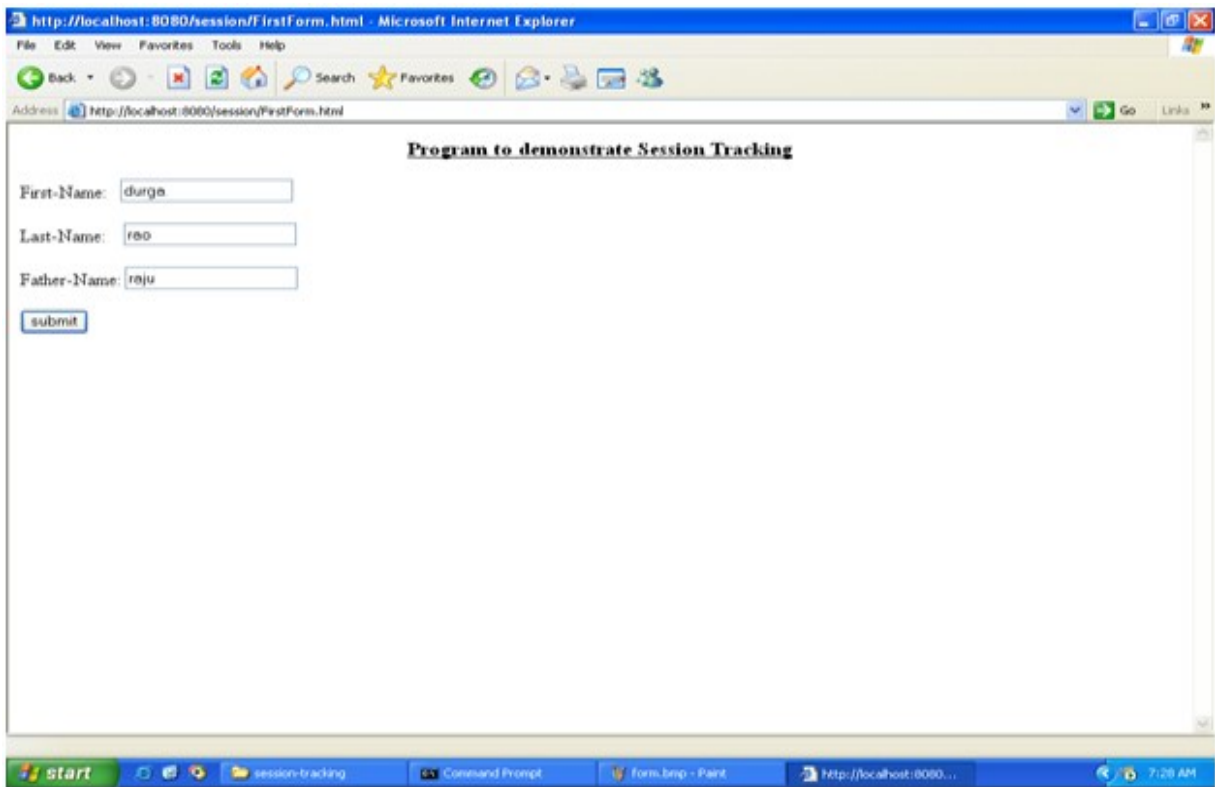 http://localhost:8080/session/FirstForm.html - Microsoft Internet Explorer
File Edit View Favorites Tools Help
Back Search Favorites
Address http://localhost:8080/session/FirstForm.html Go Links »
Program to demonstrate Session Tracking
First-Name: durga
Last-Name: rao
Father-Name: raju
submit
start session-tracking Command Prompt form.bmp - Paint http://localhost:8080... 7:28 AM